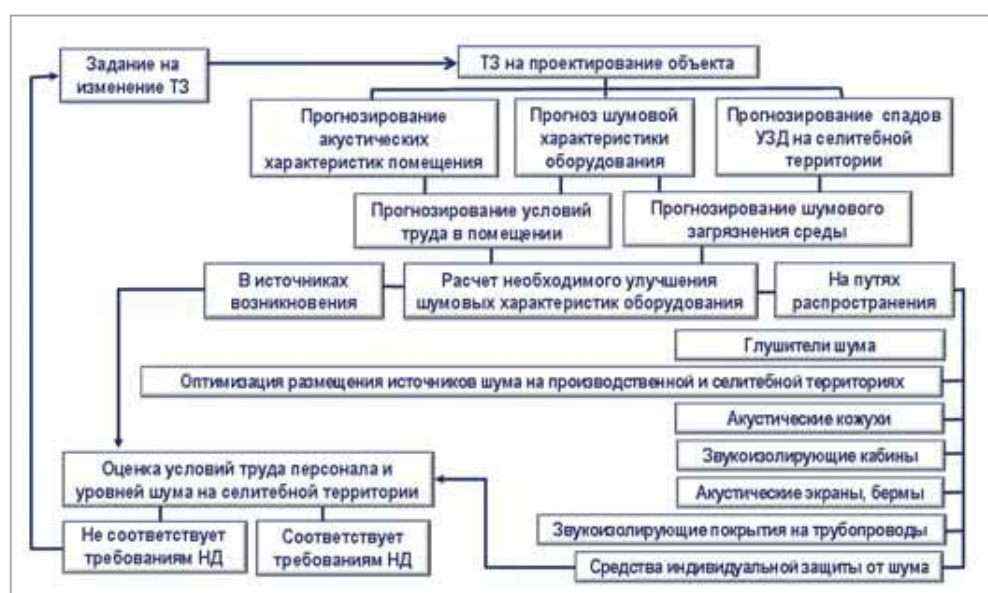 Задание на
изменение ТЗ
ТЗ на проектирование объекта
Прогнозирование
акустических
характеристик помещения
Прогноз шумовой
характеристики
оборудования
Прогнозирование спадов
УЗД на селитебной
территории
Прогнозирование условий
труда в помещении
Прогнозирование шумового
загрязнения среды
В источниках
возникновения
Расчет необходимого улучшения
шумовых характеристик оборудования
На путях
распространения
Глушители шума
Оптимизация размещения источников шума на производственной и селитебной территориях
Акустические кожухи
Звукоизолирующие кабины
Акустические экраны, бермы
Звукоизолирующие покрытия на трубопроводы
Средства индивидуальной защиты от шума
Оценка условий труда персонала и
уровней шума на селитебной территории
Не соответствует
требованиям НД
Соответствует
требованиям НД